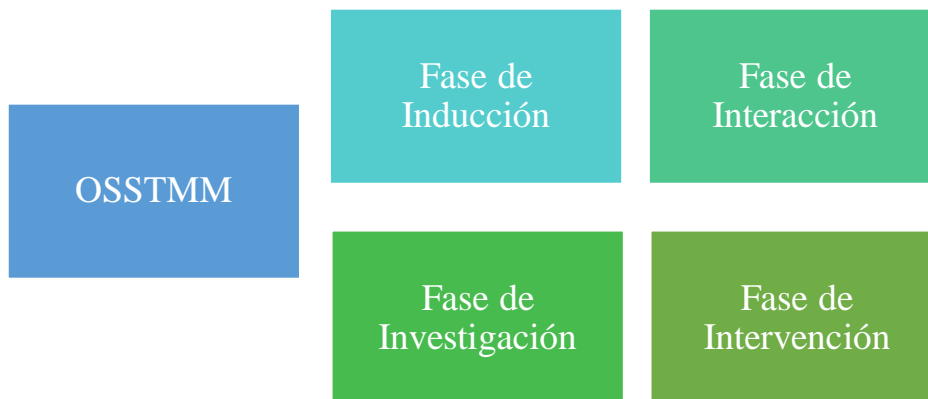 OSSTMM
Fase de
Inducción
Fase de
Interacción
Fase de
Investigación
Fase de
Intervención